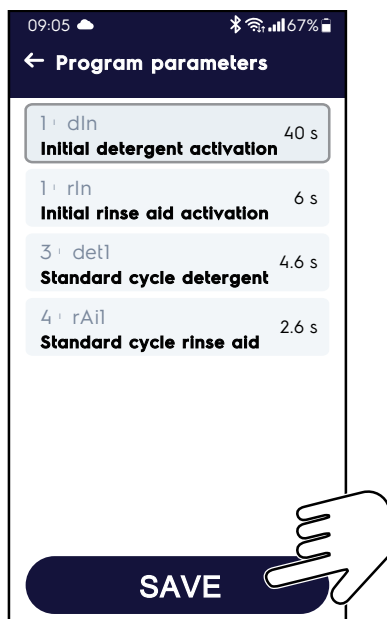 09:05 67%
← Program parameters
1 dIn
40 s
Initial detergent activation
1 rIn
6 s
Initial rinse aid activation
3 det1
4.6 s
Standard cycle detergent
4 rAi1
2.6 s
Standard cycle rinse aid
SAVE